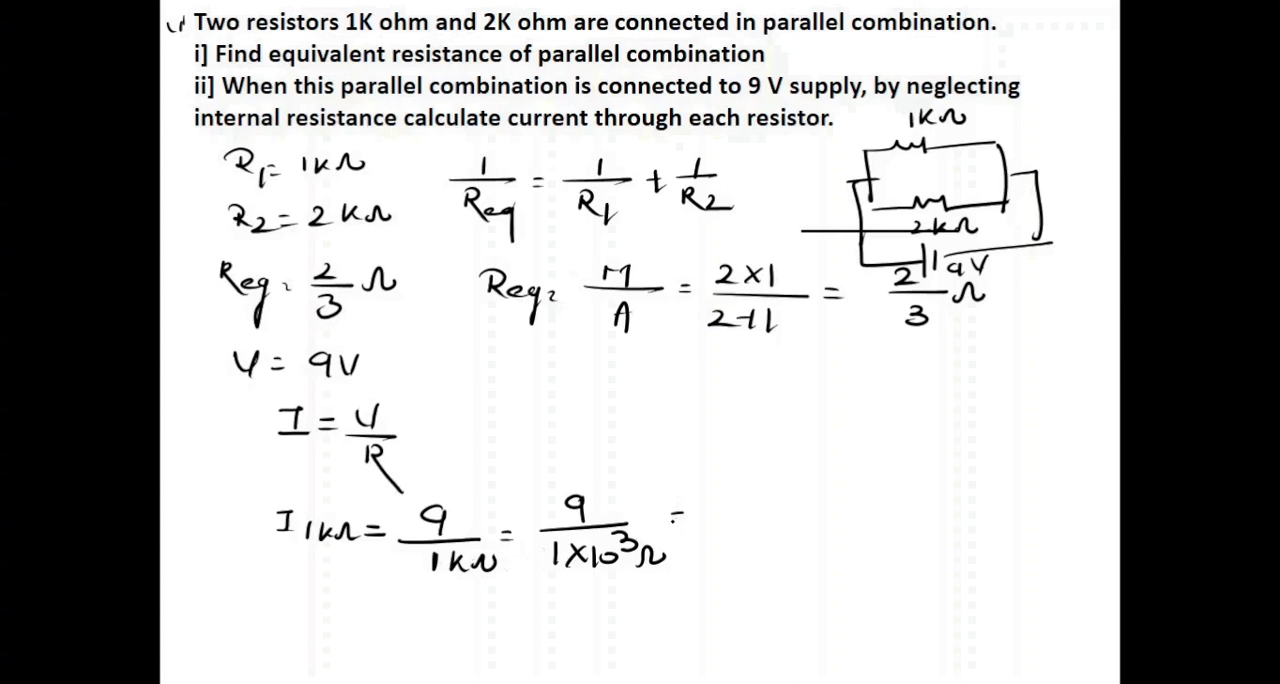 Two resistors 1K ohm and 2K ohm are connected in parallel combination.
i] Find equivalent resistance of parallel combination
ii] When this parallel combination is connected to 9 V supply, by neglecting
internal resistance calculate current through each resistor.
1KΩ
R1= 1KΩ
1/Req = 1/R1 + 1/R2
R2= 2KΩ
2KΩ
9V
Req= 2/3 Ω
Req= M/A = 2×1/2+1 = 2/3 Ω
V= 9V
I = V/R
I 1KΩ = 9/1KΩ = 9/1×10³Ω =